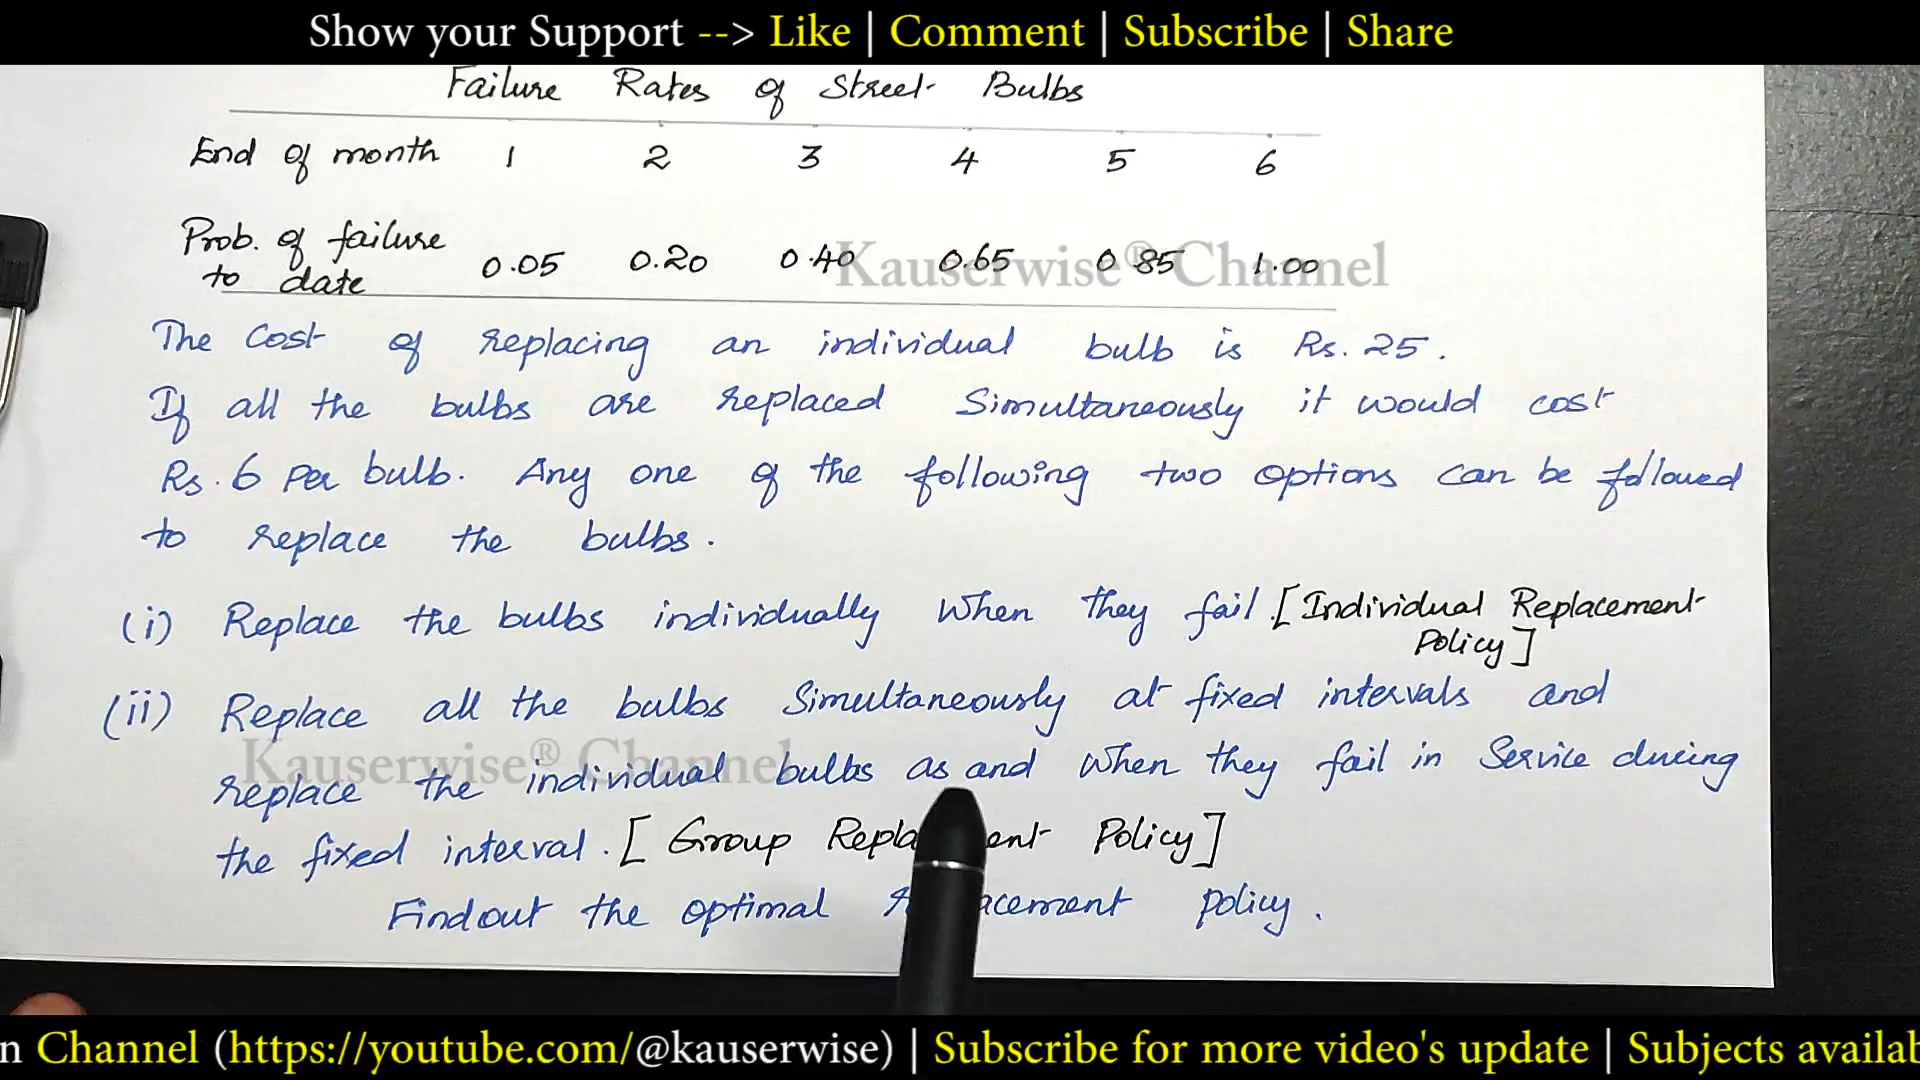 Show your Support --> Like | Comment | Subscribe | Share
Failure Rates of Street Bulbs
End of month 1 2 3 4 5 6
Prob. of failure to date 0.05 0.20 0.40 0.65 0.85 1.00
Kauserwise® Channel
The Cost of replacing an individual bulb is Rs. 25.
If all the bulbs are replaced Simultaneously it would cost
Rs. 6 Per bulb. Any one of the following two options can be followed
to replace the bulbs.
(i) Replace the bulbs individually when they fail. [Individual Replacement
Policy]
(ii) Replace all the bulbs Simultaneously at fixed intervals and
Kauserwise® Channel
replace the individual bulbs as and when they fail in Service during
the fixed interval. [Group Policy]
Findout the optimal policy.
n Channel (https://youtube.com/@kauserwise) | Subscribe for more video's update | Subjects availab